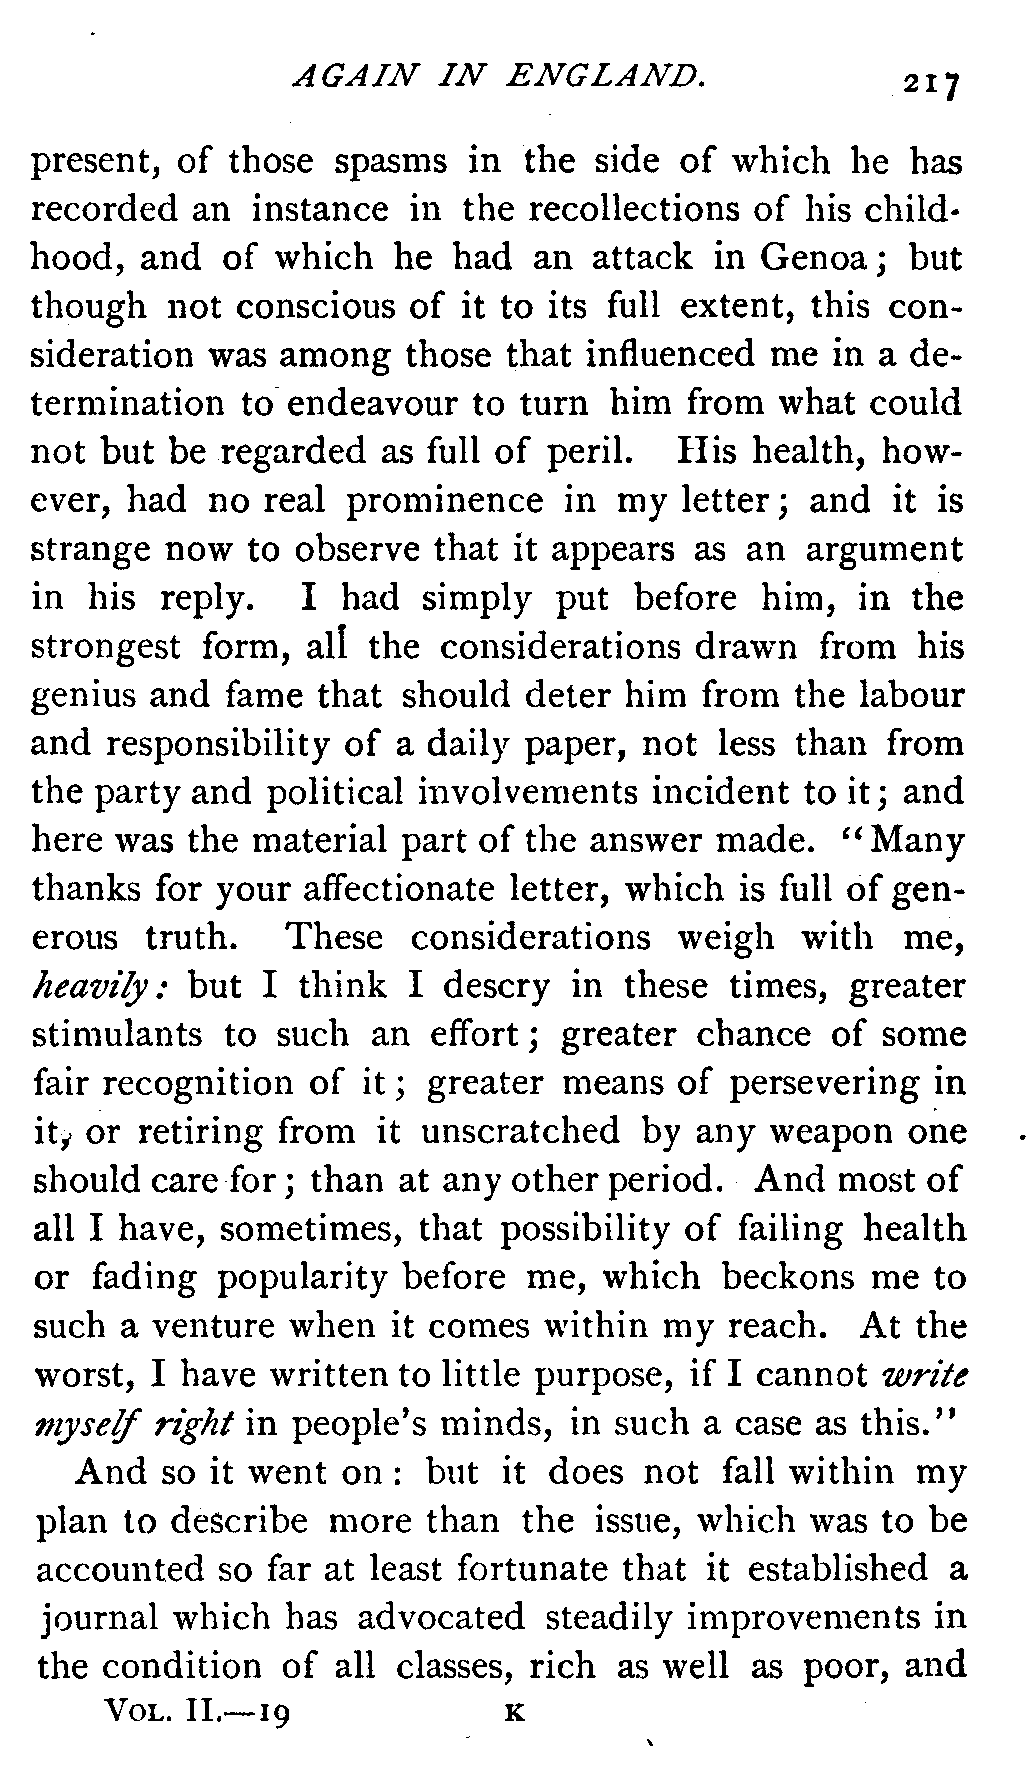 AGAIN IN ENGLAND. 217
present, of those spasms in the side of which he has
recorded an instance in the recollections of his child-
hood, and of which he had an attack in Genoa; but
though not conscious of it to its full extent, this con-
sideration was among those that influenced me in a de-
termination to endeavour to turn him from what could
not but be regarded as full of peril. His health, how-
ever, had no real prominence in my letter; and it is
strange now to observe that it appears as an argument
in his reply. I had simply put before him, in the
strongest form, all the considerations drawn from his
genius and fame that should deter him from the labour
and responsibility of a daily paper, not less than from
the party and political involvements incident to it; and
here was the material part of the answer made. "Many
thanks for your affectionate letter, which is full of gen-
erous truth. These considerations weigh with me,
heavily: but I think I descry in these times, greater
stimulants to such an effort; greater chance of some
fair recognition of it; greater means of persevering in
it, or retiring from it unscratched by any weapon one
should care for; than at any other period. And most of
all I have, sometimes, that possibility of failing health
or fading popularity before me, which beckons me to
such a venture when it comes within my reach. At the
worst, I have written to little purpose, if I cannot write
myself right in people's minds, in such a case as this."
And so it went on: but it does not fall within my
plan to describe more than the issue, which was to be
accounted so far at least fortunate that it established a
journal which has advocated steadily improvements in
the condition of all classes, rich as well as poor, and
VOL. II.—19 K